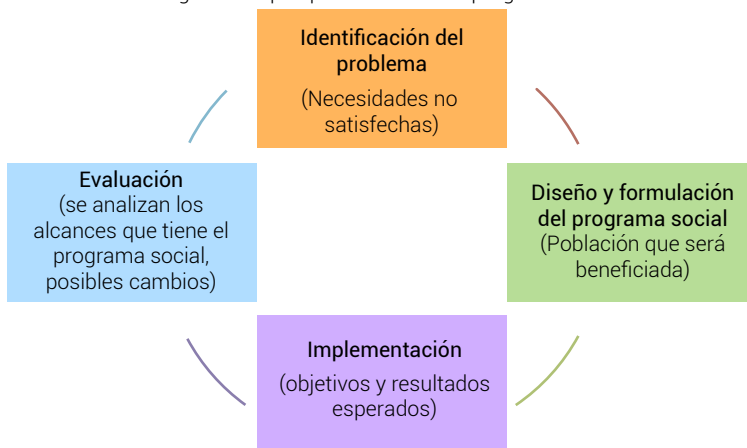 Identificación del
problema
(Necesidades no
satisfechas)
Diseño y formulación
del programa social
(Población que será
beneficiada)
Implementación
(objetivos y resultados
esperados)
Evaluación
(se analizan los
alcances que tiene el
programa social,
posibles cambios)